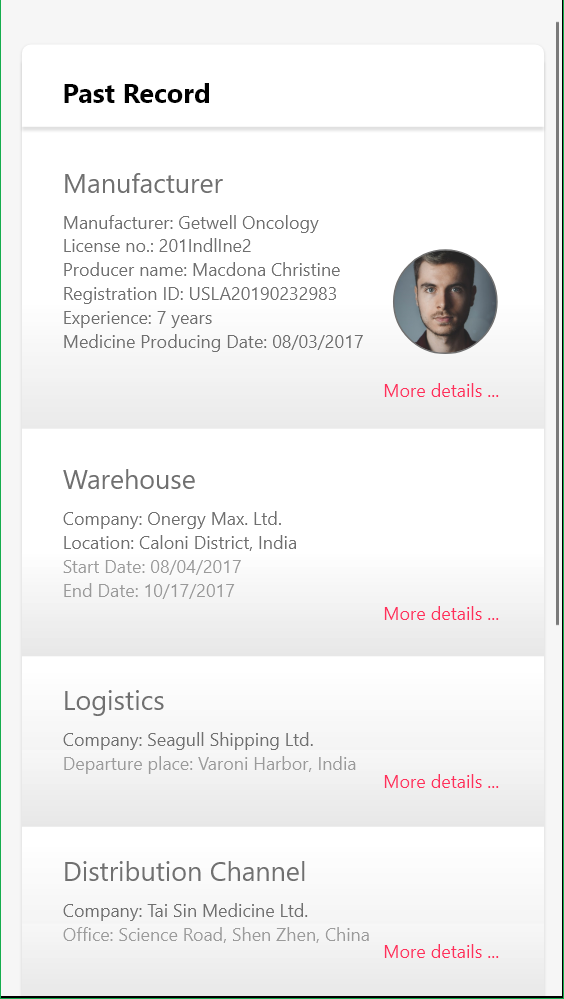 Past Record
Manufacturer
Manufacturer: Getwell Oncology
License no.: 201IndlIne2
Producer name: Macdona Christine
Registration ID: USLA20190232983
Experience: 7 years
Medicine Producing Date: 08/03/2017
More details ...
Warehouse
Company: Onergy Max. Ltd.
Location: Caloni District, India
Start Date: 08/04/2017
End Date: 10/17/2017
More details ...
Logistics
Company: Seagull Shipping Ltd.
Departure place: Varoni Harbor, India
More details ...
Distribution Channel
Company: Tai Sin Medicine Ltd.
Office: Science Road, Shen Zhen, China
More details ...